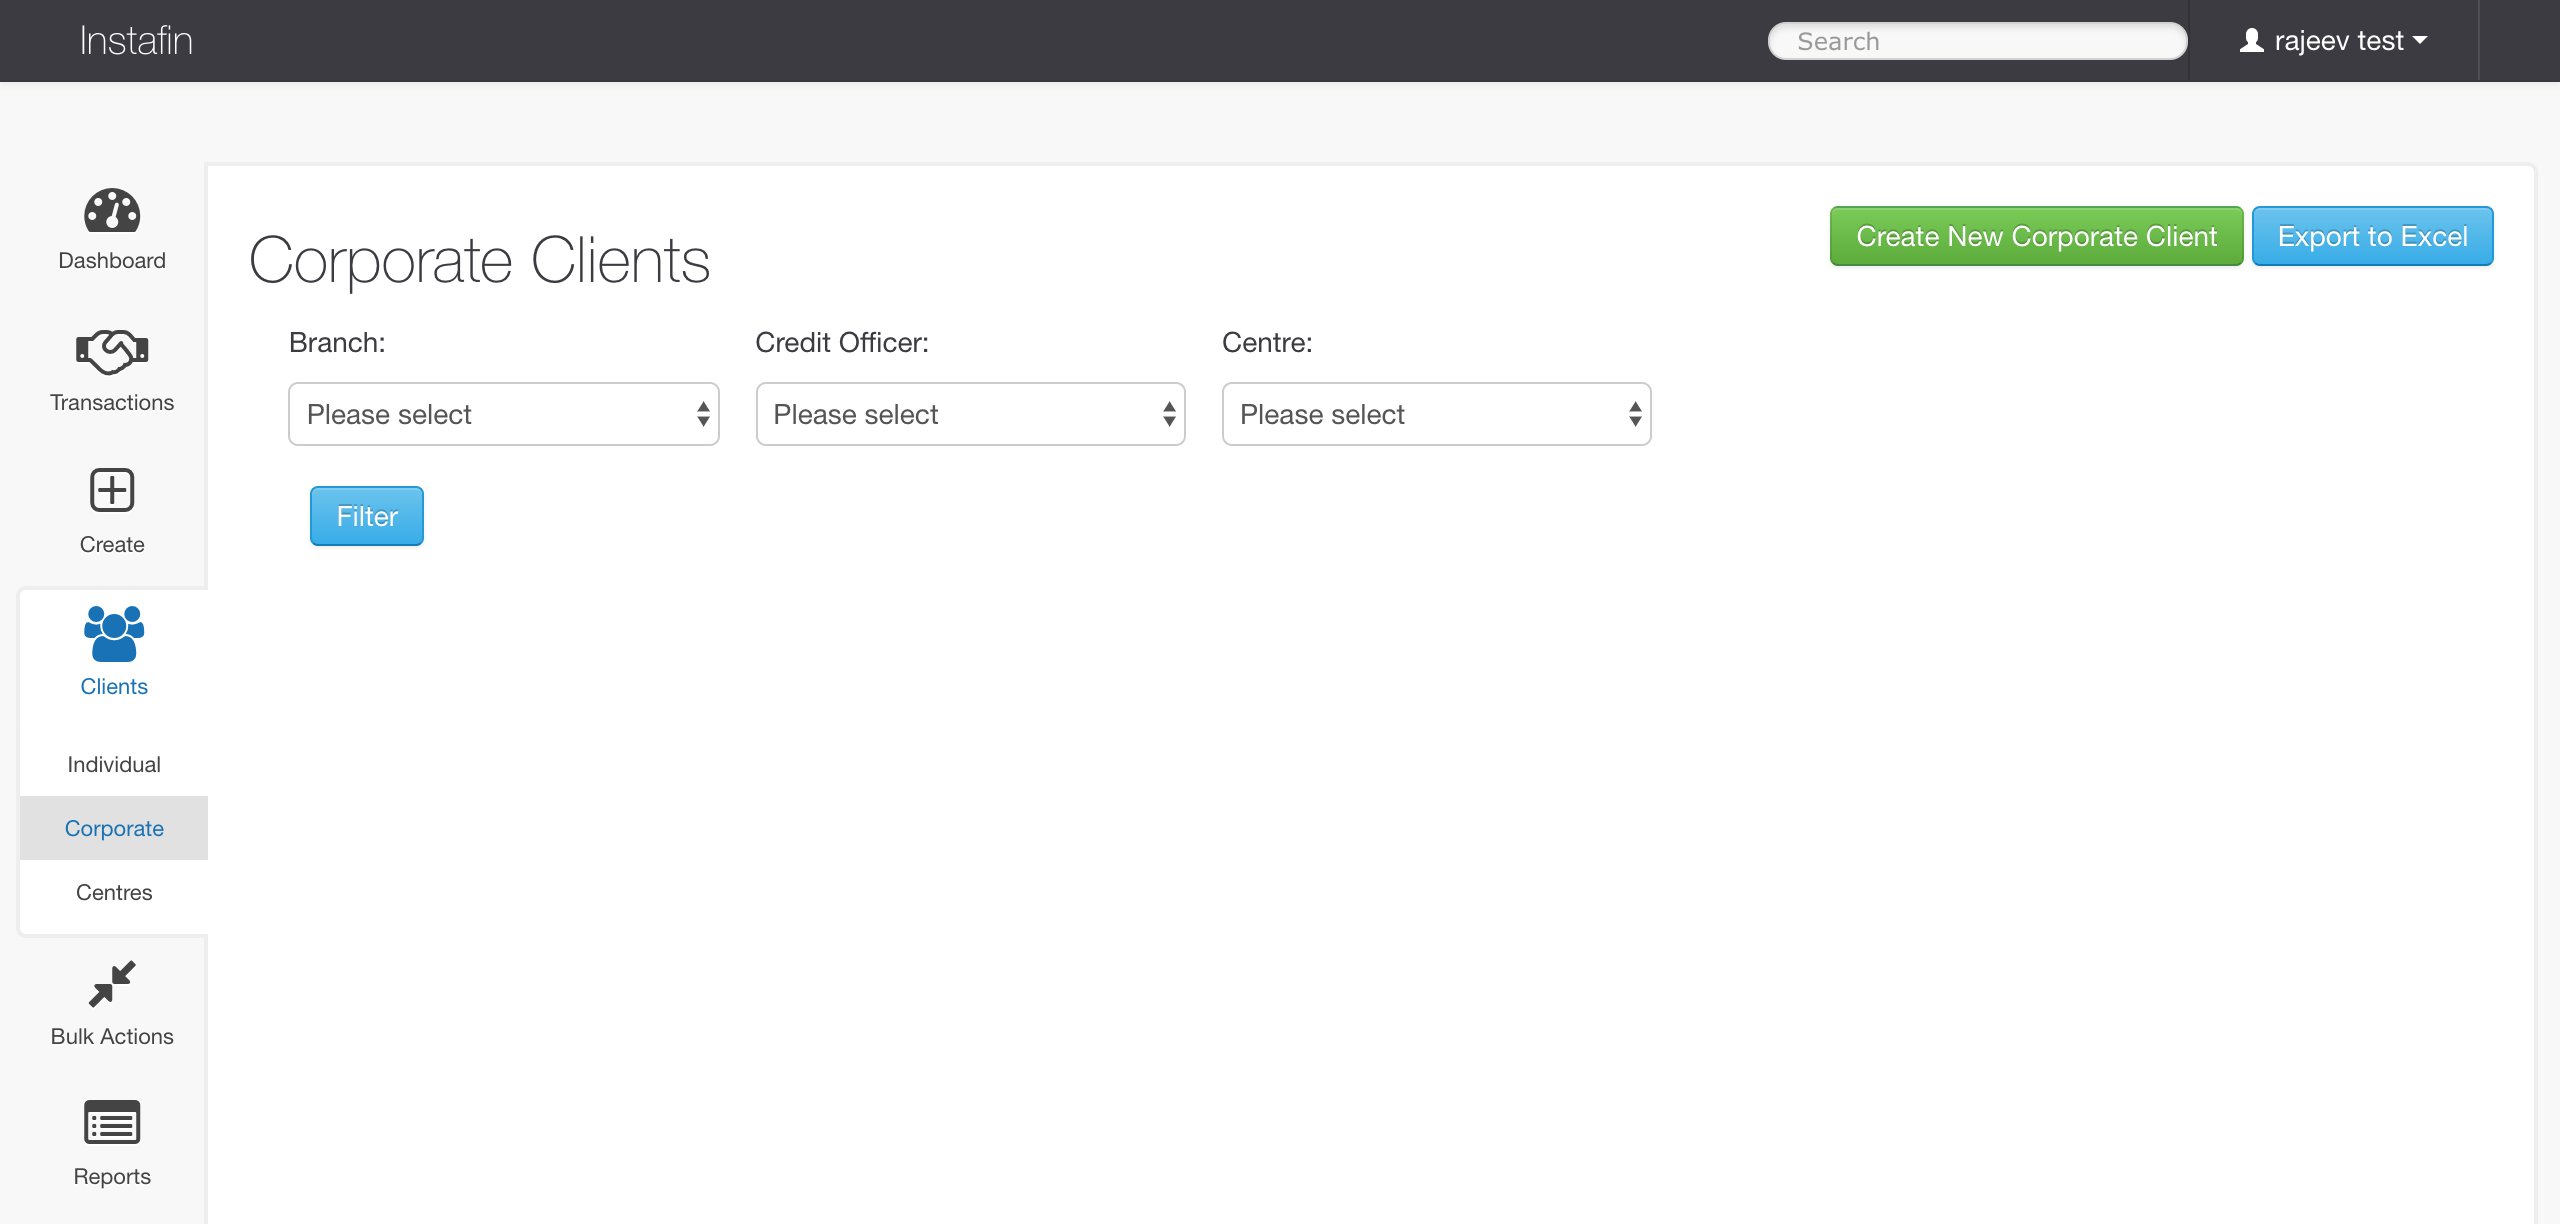 Instafin
Search
rajeev test
Dashboard
Transactions
Create
Clients
Individual
Corporate
Centres
Bulk Actions
Reports
Corporate Clients
Create New Corporate Client
Export to Excel
Branch:
Credit Officer:
Centre:
Please select
Please select
Please select
Filter